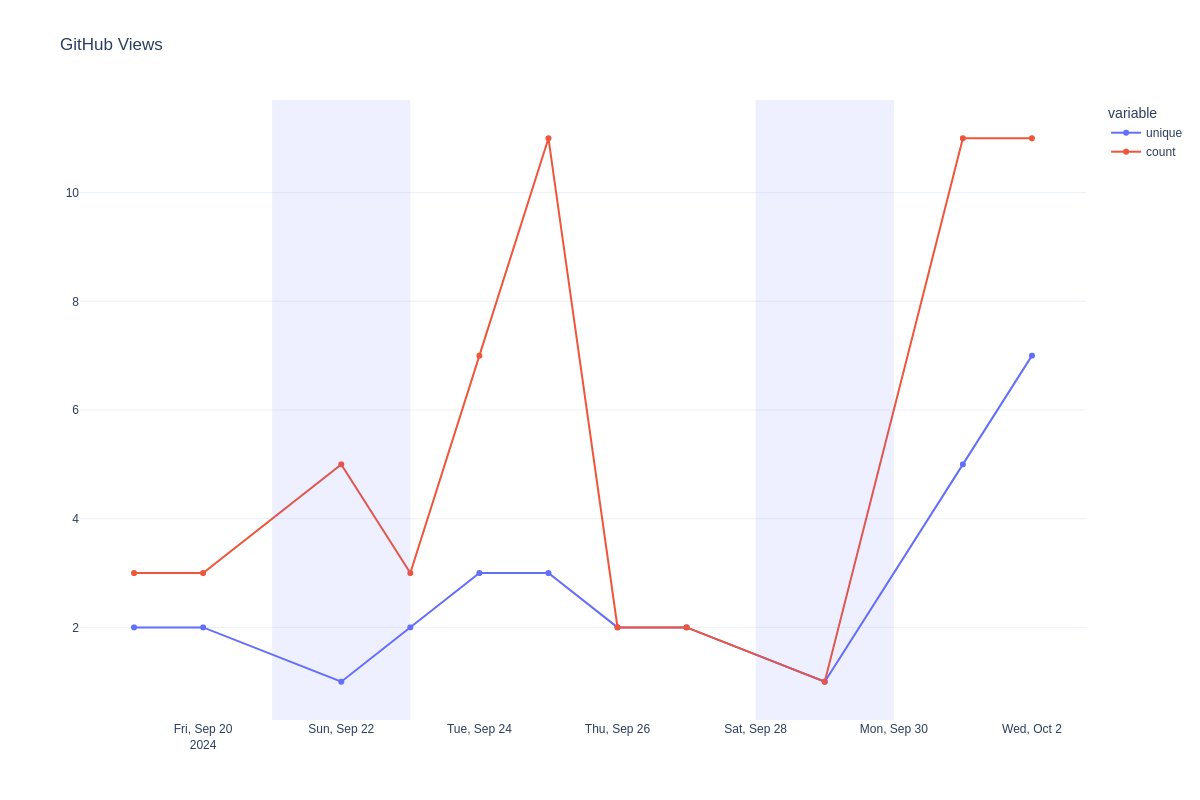 GitHub Views
variable
unique
count
10
8
6
4
2
Fri, Sep 20
2024
Sun, Sep 22
Tue, Sep 24
Thu, Sep 26
Sat, Sep 28
Mon, Sep 30
Wed, Oct 2